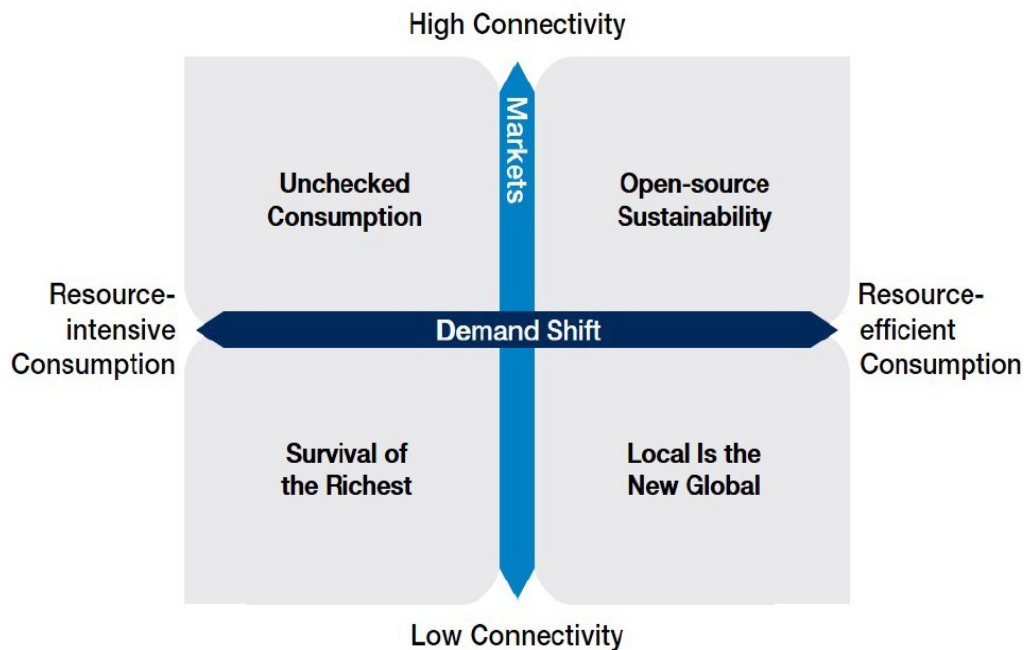 High Connectivity
Markets
Unchecked
Consumption
Open-source
Sustainability
Resource-
intensive
Consumption
Demand Shift
Resource-
efficient
Consumption
Survival of
the Richest
Local Is the
New Global
Low Connectivity